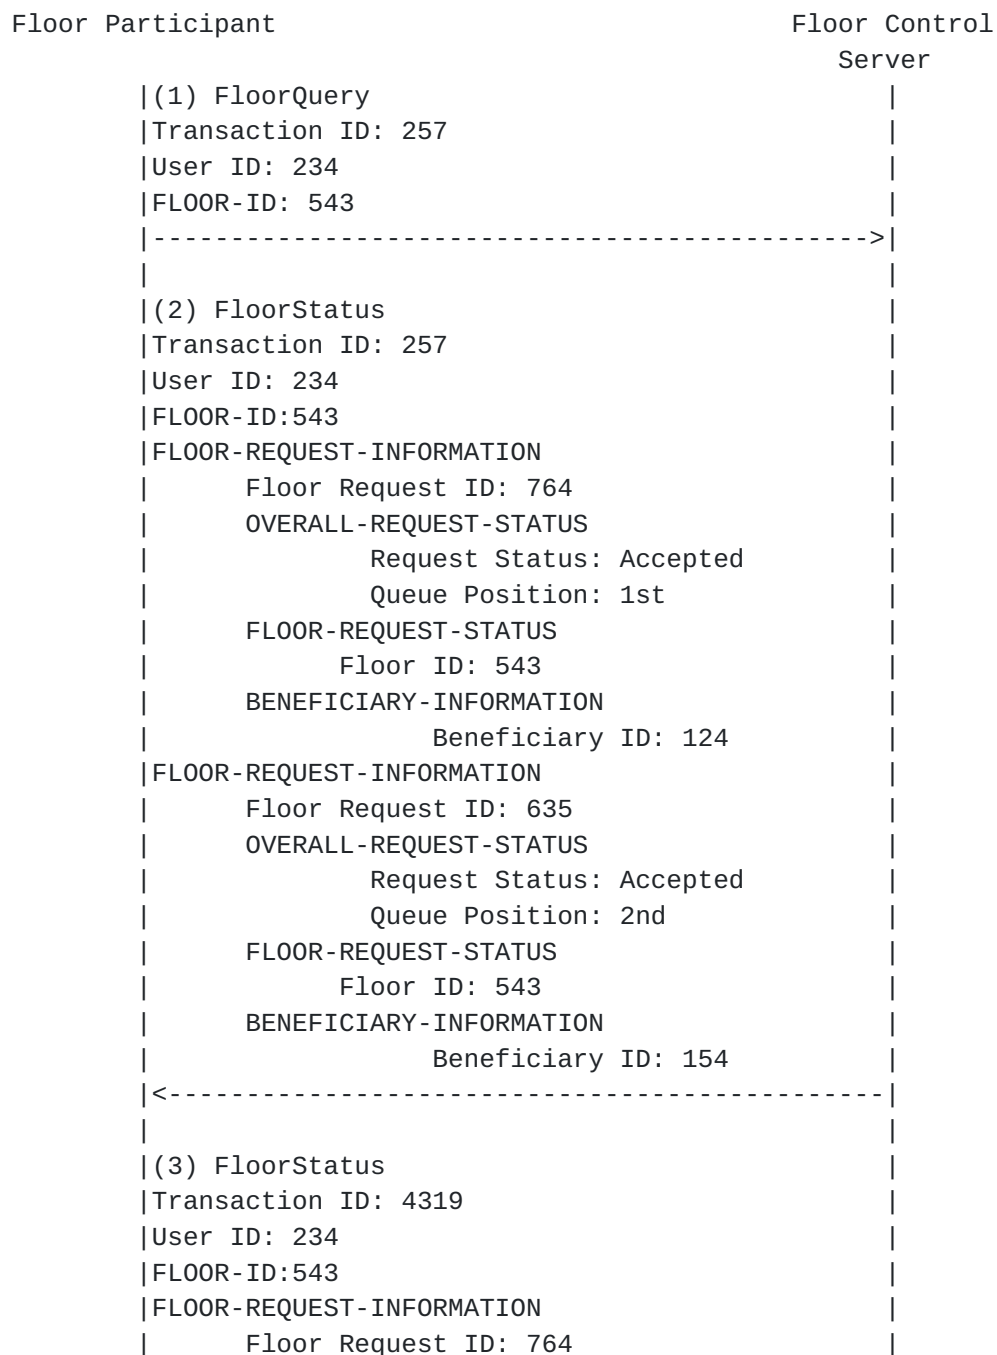 Floor Participant                                 Floor Control
                                                     Server
        |(1) FloorQuery                                 |
        |Transaction ID: 257                            |
        |User ID: 234                                   |
        |FLOOR-ID: 543                                  |
        |---------------------------------------------->|
        |                                               |
        |(2) FloorStatus                                |
        |Transaction ID: 257                            |
        |User ID: 234                                   |
        |FLOOR-ID:543                                   |
        |FLOOR-REQUEST-INFORMATION                      |
        |      Floor Request ID: 764                    |
        |      OVERALL-REQUEST-STATUS                   |
        |              Request Status: Accepted         |
        |              Queue Position: 1st              |
        |      FLOOR-REQUEST-STATUS                     |
        |            Floor ID: 543                      |
        |      BENEFICIARY-INFORMATION                  |
        |                  Beneficiary ID: 124          |
        |FLOOR-REQUEST-INFORMATION                      |
        |      Floor Request ID: 635                    |
        |      OVERALL-REQUEST-STATUS                   |
        |              Request Status: Accepted         |
        |              Queue Position: 2nd              |
        |      FLOOR-REQUEST-STATUS                     |
        |            Floor ID: 543                      |
        |      BENEFICIARY-INFORMATION                  |
        |                  Beneficiary ID: 154          |
        |<----------------------------------------------|
        |                                               |
        |(3) FloorStatus                                |
        |Transaction ID: 4319                           |
        |User ID: 234                                   |
        |FLOOR-ID:543                                   |
        |FLOOR-REQUEST-INFORMATION                      |
        |      Floor Request ID: 764                    |